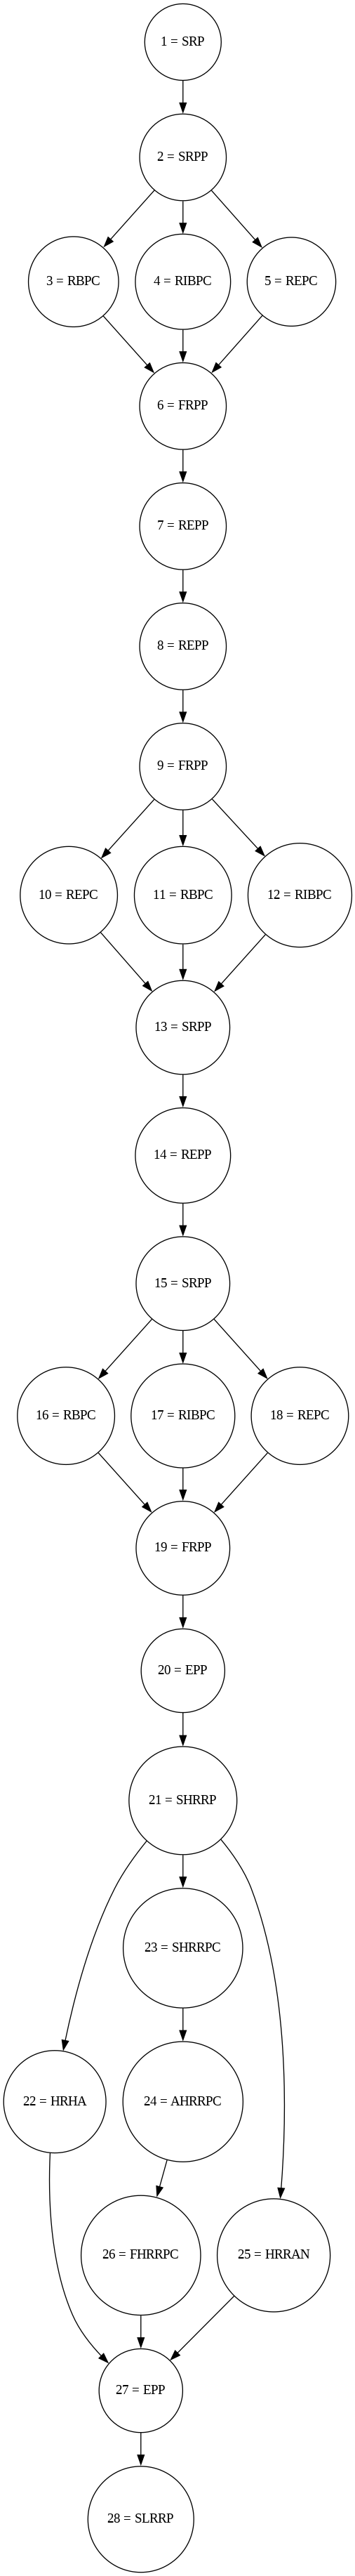 1 = SRP
2 = SRPP
3 = RBPC
4 = RIBPC
5 = REPC
6 = FRPP
7 = REPP
8 = REPP
9 = FRPP
10 = REPC
11 = RBPC
12 = RIBPC
13 = SRPP
14 = REPP
15 = SRPP
16 = RBPC
17 = RIBPC
18 = REPC
19 = FRPP
20 = EPP
21 = SHRRP
23 = SHRRPC
22 = HRHA
24 = AHRRPC
26 = FHRRPC
25 = HRRAN
27 = EPP
28 = SLRRP